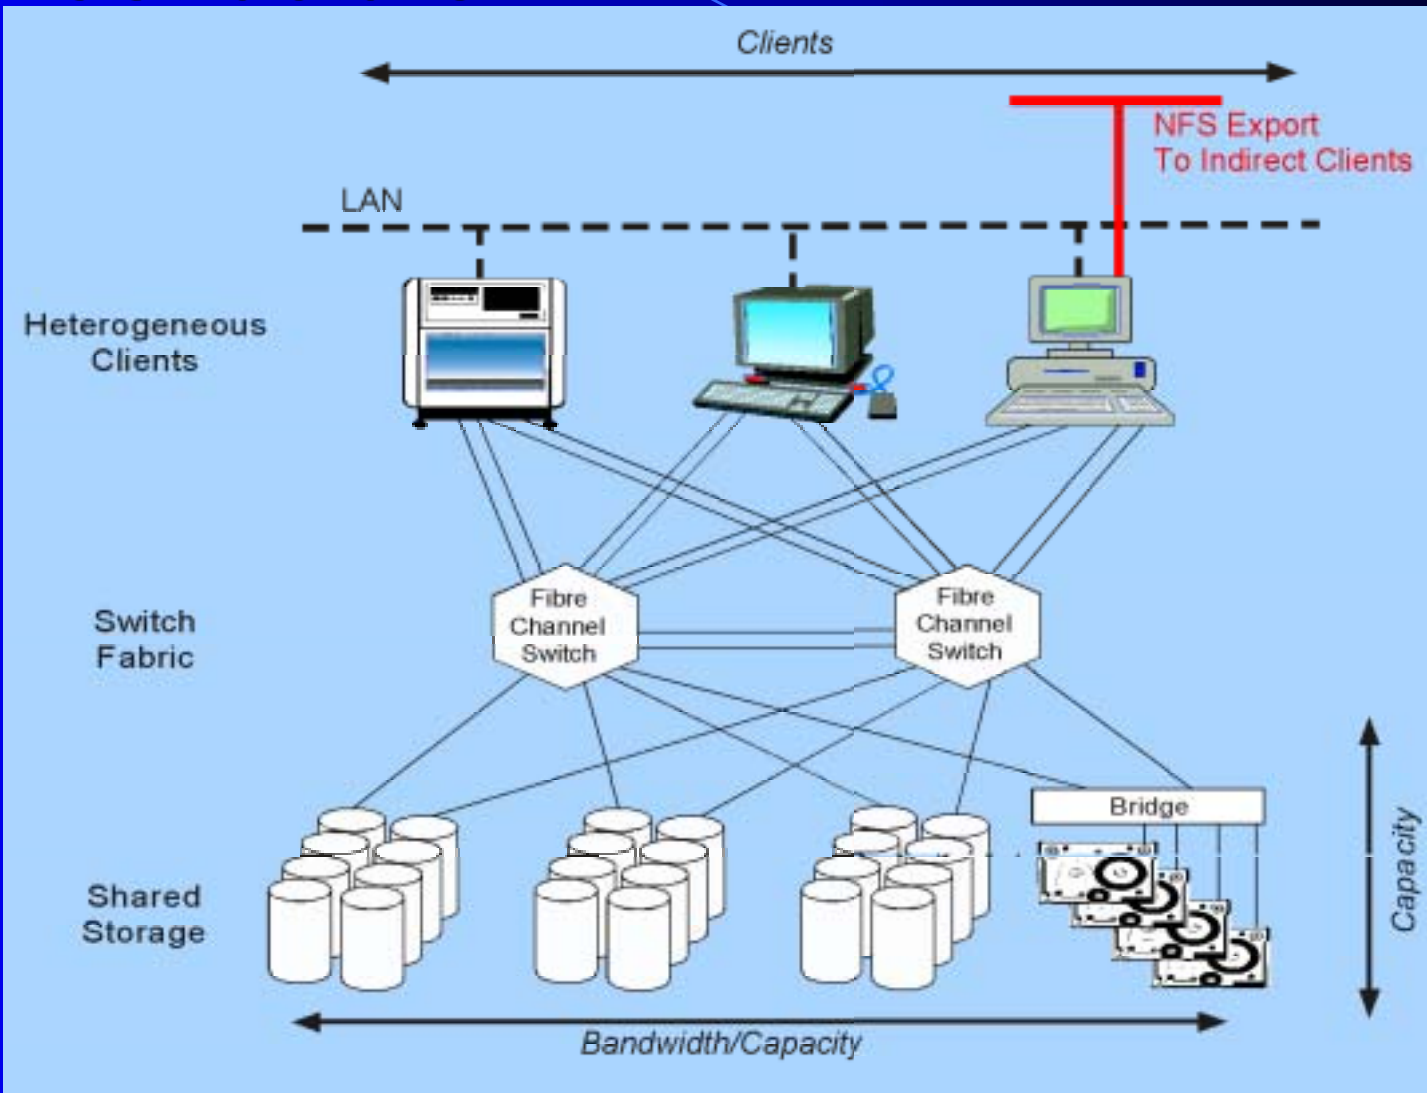 Clients
NFS Export
To Indirect Clients
LAN
Heterogeneous
Clients
Switch
Fabric
Fibre
Channel
Switch
Fibre
Channel
Switch
Bridge
Capacity
Shared
Storage
Bandwidth/Capacity